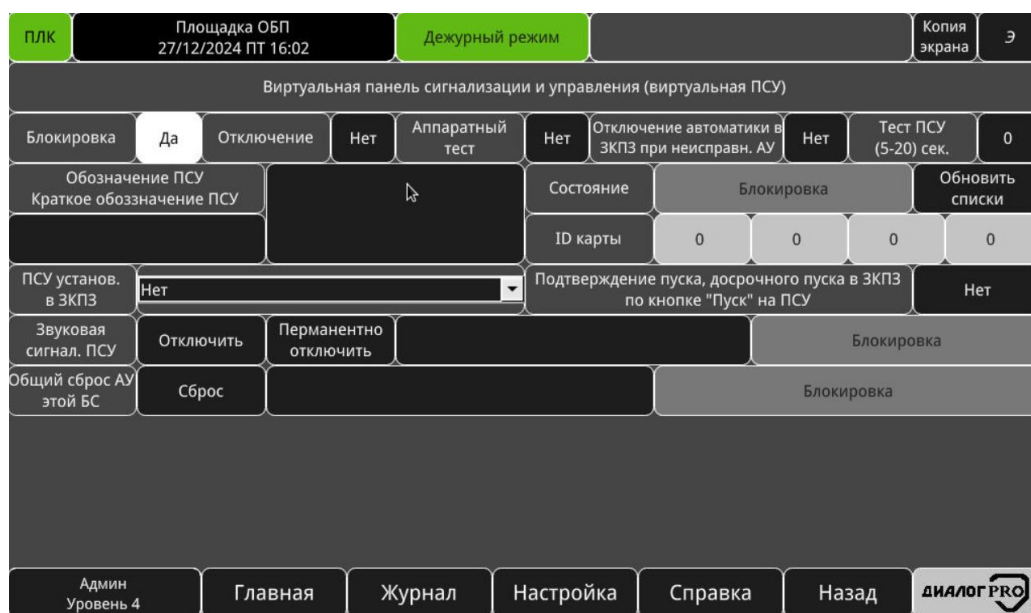 ПЛК
Площадка ОБП
27/12/2024 ПТ 16:02
Дежурный режим
Копия
экрана
Э
Виртуальная панель сигнализации и управления (виртуальная ПСУ)
Блокировка
Да
Отключение
Нет
Аппаратный
тест
Нет
Отключение автоматики в
ЗКПЗ при неисправн. АУ
Нет
Тест ПСУ
(5-20) сек.
0
Обозначение ПСУ
Краткое обоззначение ПСУ
Состояние
Блокировка
Обновить
списки
ID карты
0
0
0
0
ПСУ установ.
в ЗКПЗ
Нет
Подтверждение пуска, досрочного пуска в ЗКПЗ
по кнопке "Пуск" на ПСУ
Нет
Звуковая
сигнал. ПСУ
Отключить
Перманентно
отключить
Блокировка
Общий сброс АУ
этой БС
Сброс
Блокировка
Админ
Уровень 4
Главная
Журнал
Настройка
Справка
Назад
ДИАЛОГ PRO